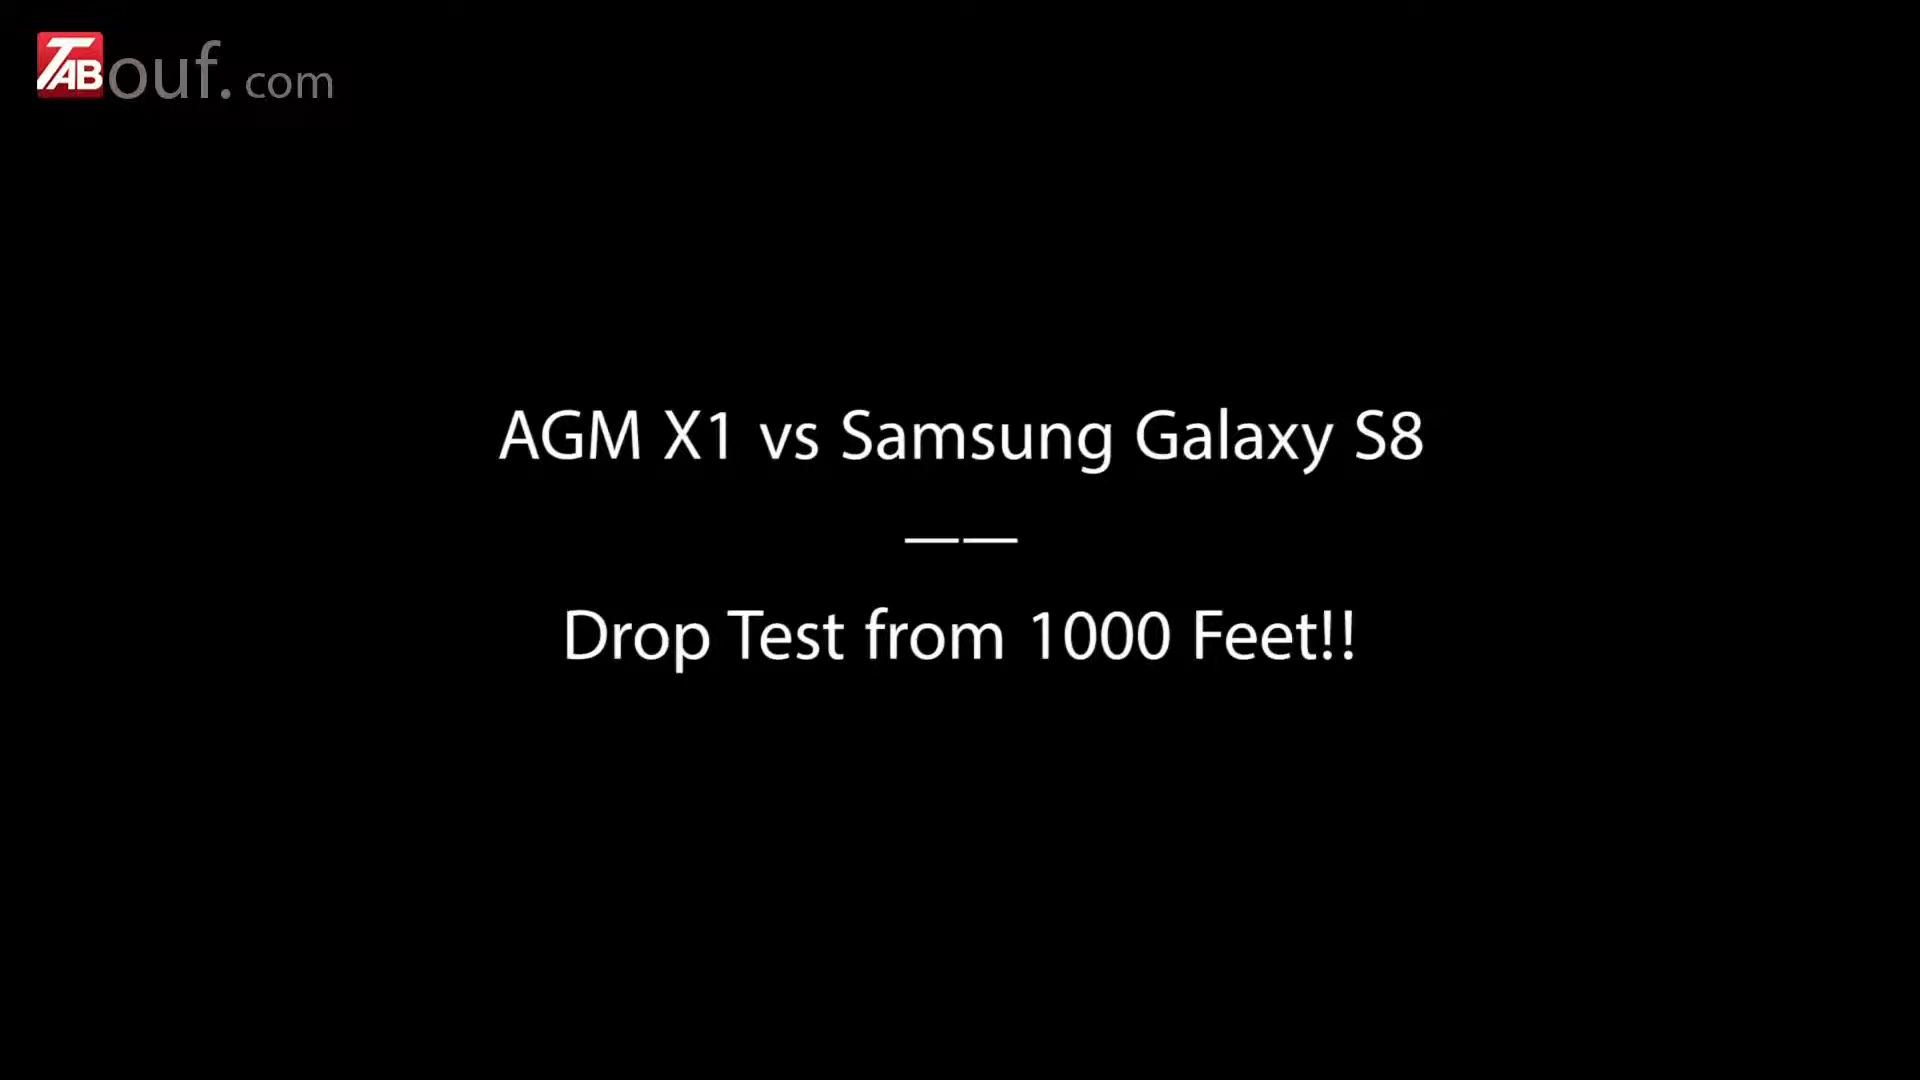 TABouf.com
AGM X1 vs Samsung Galaxy S8
——
Drop Test from 1000 Feet!!